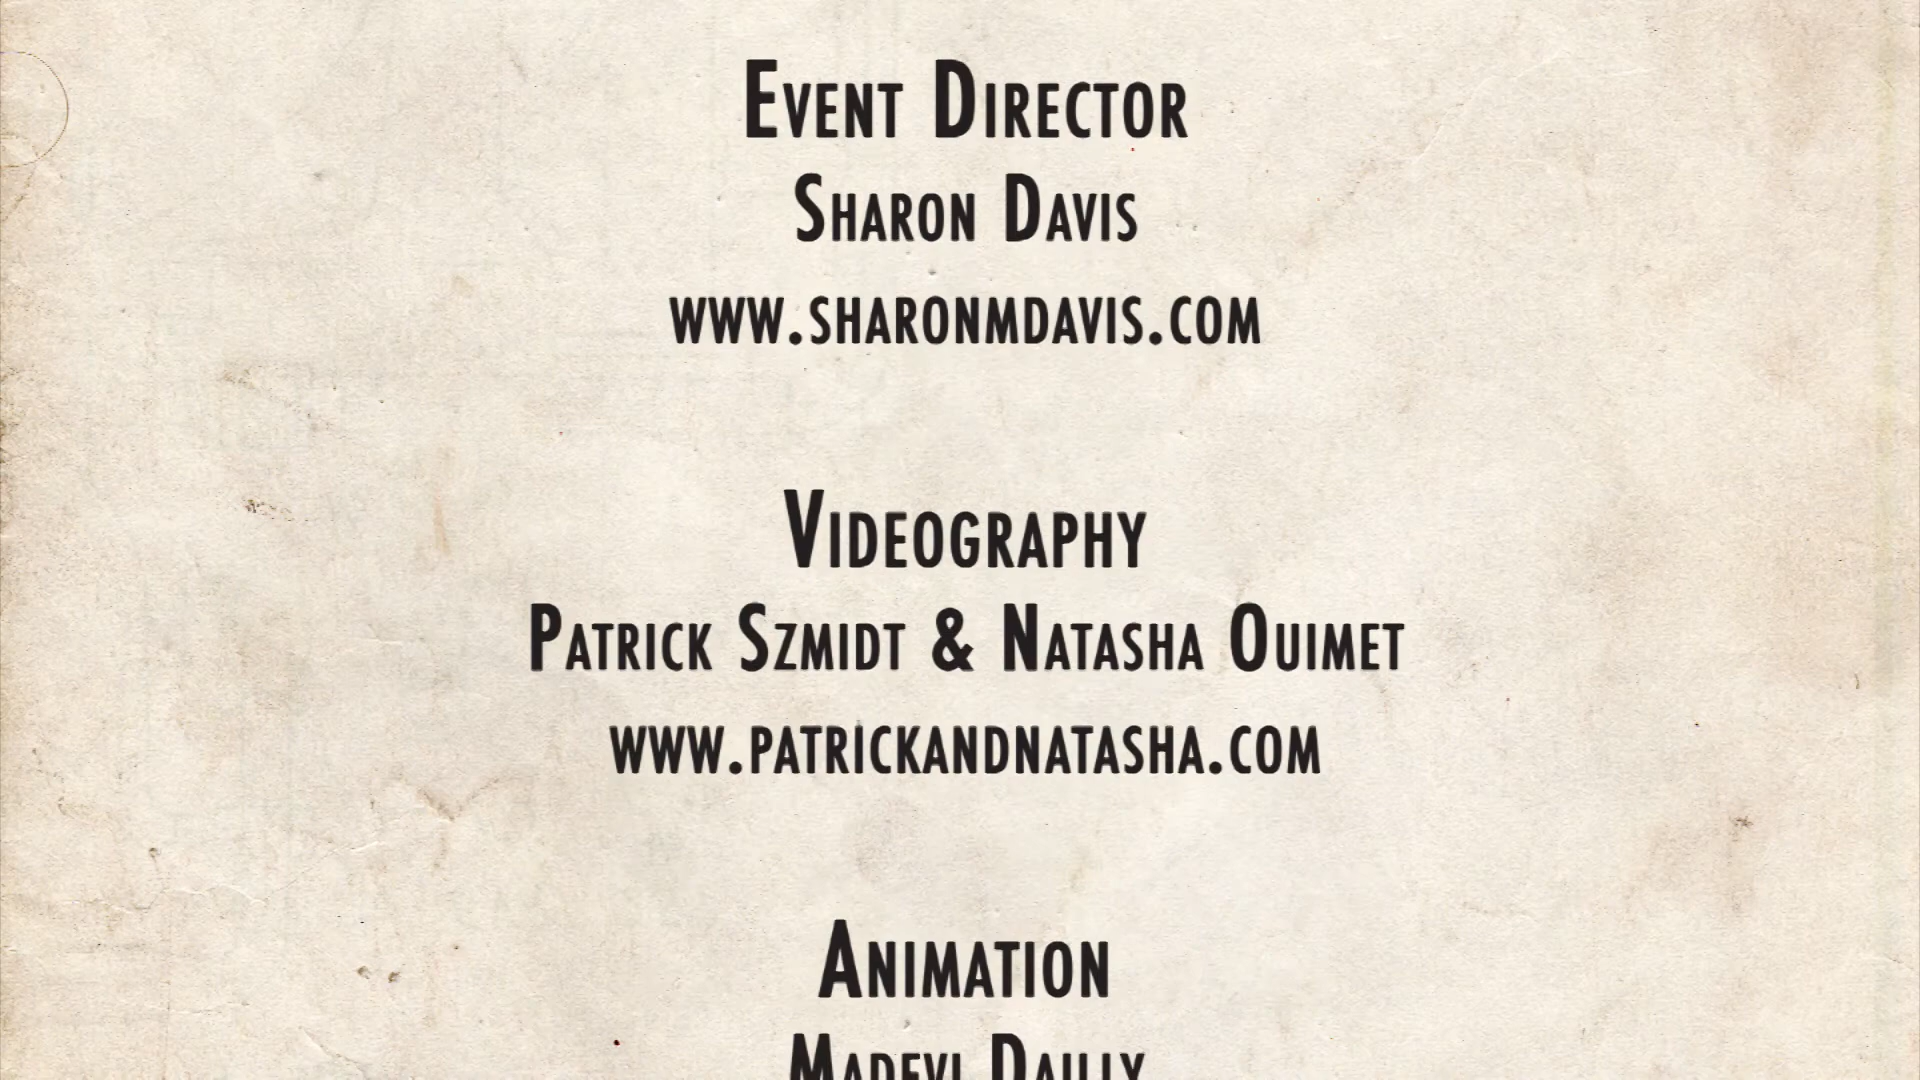 Event Director
Sharon Davis
www.sharonmdavis.com
Videography
Patrick Szmidt & Natasha Ouimet
www.patrickandnatasha.com
Animation